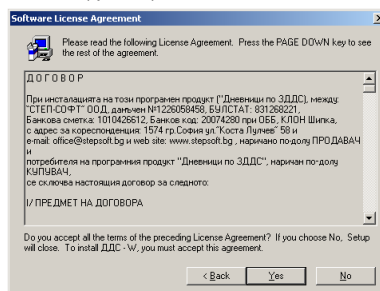 Software License Agreement
Please read the following License Agreement. Press the PAGE DOWN key to see
the rest of the agreement.
Д О Г О В О Р
При инсталацията на този програмен продукт ("Дневници по ЗДДС), между:
"СТЕП-СОФТ" ООД, данъчен №1226058458, БУЛСТАТ: 831268221,
Банкова сметка: 1010426612, Банков код: 20074280 при ОББ, КЛОН Шипка,
с адрес за кореспонденция: 1574 гр.София ул."Коста Лулчев" 58 и
e-mail: office@stepsoft.bg и web site: www.stepsoft.bg , наричано по-долу ПРОДАВАЧ
и
потребителя на програмния продукт "Дневници по ЗДДС", наричан по-долу
КУПУВАЧ,
се сключва настоящия договор за следното:
I/ ПРЕДМЕТ НА ДОГОВОРА
Do you accept all the terms of the preceding License Agreement? If you choose No, Setup
will close. To install ДДС - W, you must accept this agreement.
< Back
Yes
No